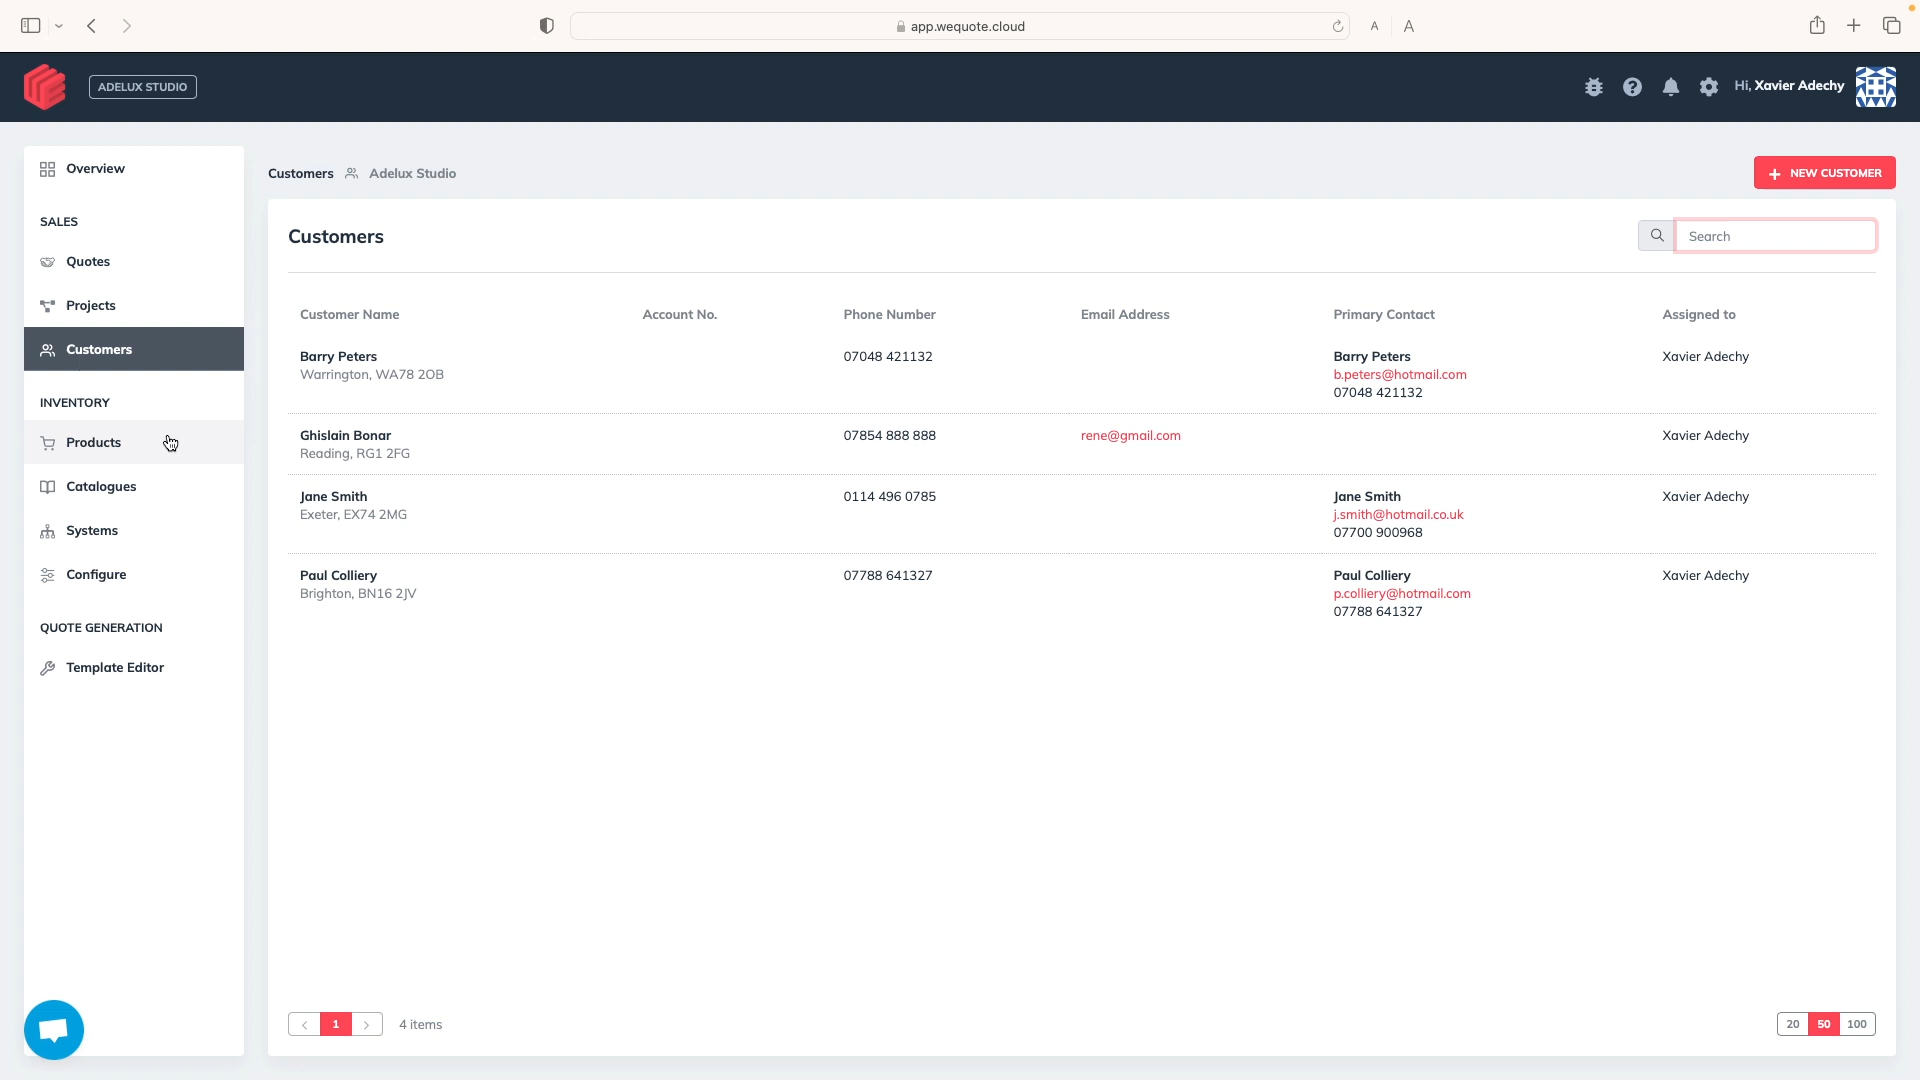 app.wequote.cloud
A A
ADELUX STUDIO
Hi, Xavier Adechy
Overview
SALES
Quotes
Projects
Customers
INVENTORY
Products
Catalogues
Systems
Configure
QUOTE GENERATION
Template Editor
Customers Adelux Studio
+ NEW CUSTOMER
Customers
Search
Customer Name Account No. Phone Number Email Address Primary Contact Assigned to
Barry Peters 07048 421132 Barry Peters Xavier Adechy
Warrington, WA78 2OB b.peters@hotmail.com
07048 421132
Ghislain Bonar 07854 888 888 rene@gmail.com Xavier Adechy
Reading, RG1 2FG
Jane Smith 0114 496 0785 Jane Smith Xavier Adechy
Exeter, EX74 2MG j.smith@hotmail.co.uk
07700 900968
Paul Colliery 07788 641327 Paul Colliery Xavier Adechy
Brighton, BN16 2JV p.colliery@hotmail.com
07788 641327
< 1 > 4 items
20 50 100